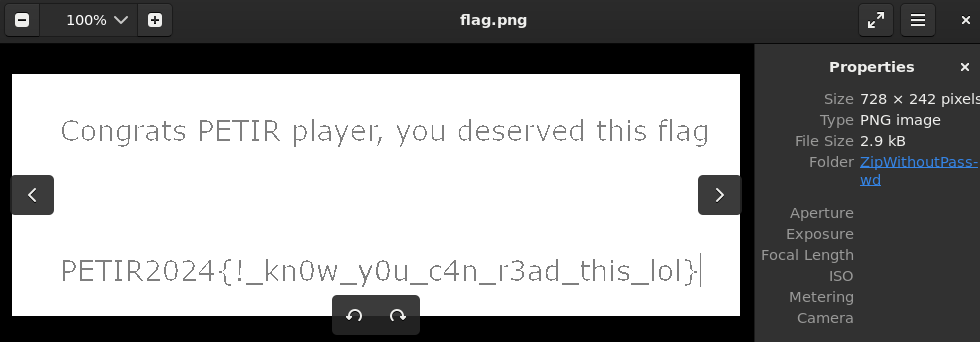 100%
flag.png
Congrats PETIR player, you deserved this flag
PETIR2024{!_kn0w_y0u_c4n_r3ad_this_lol}
Properties
Size 728 × 242 pixels
Type PNG image
File Size 2.9 kB
Folder ZipWithoutPass-
wd
Aperture
Exposure
Focal Length
ISO
Metering
Camera